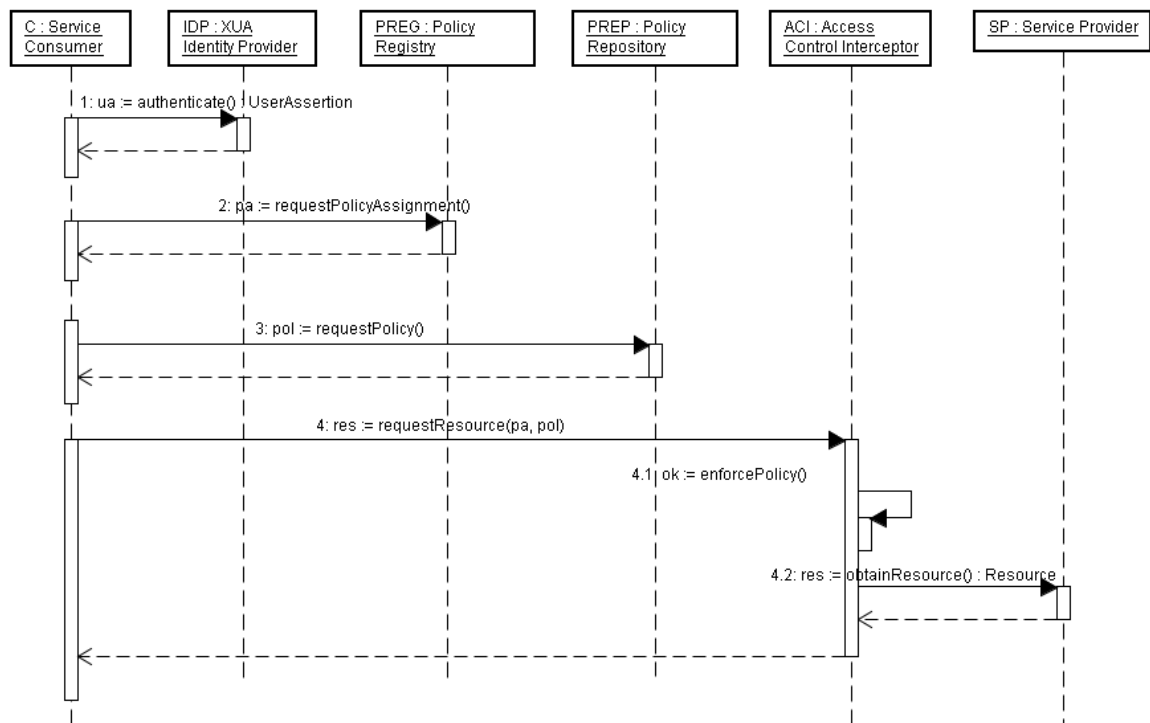 C : Service
Consumer
IDP : XUA
Identity Provider
PREG : Policy
Registry
PREP : Policy
Repository
ACI : Access
Control Interceptor
SP : Service Provider
1: ua := authenticate() : UserAssertion
2: pa := requestPolicyAssignment()
3: pol := requestPolicy()
4: res := requestResource(pa, pol)
4.1: ok := enforcePolicy()
4.2: res := obtainResource() : Resource